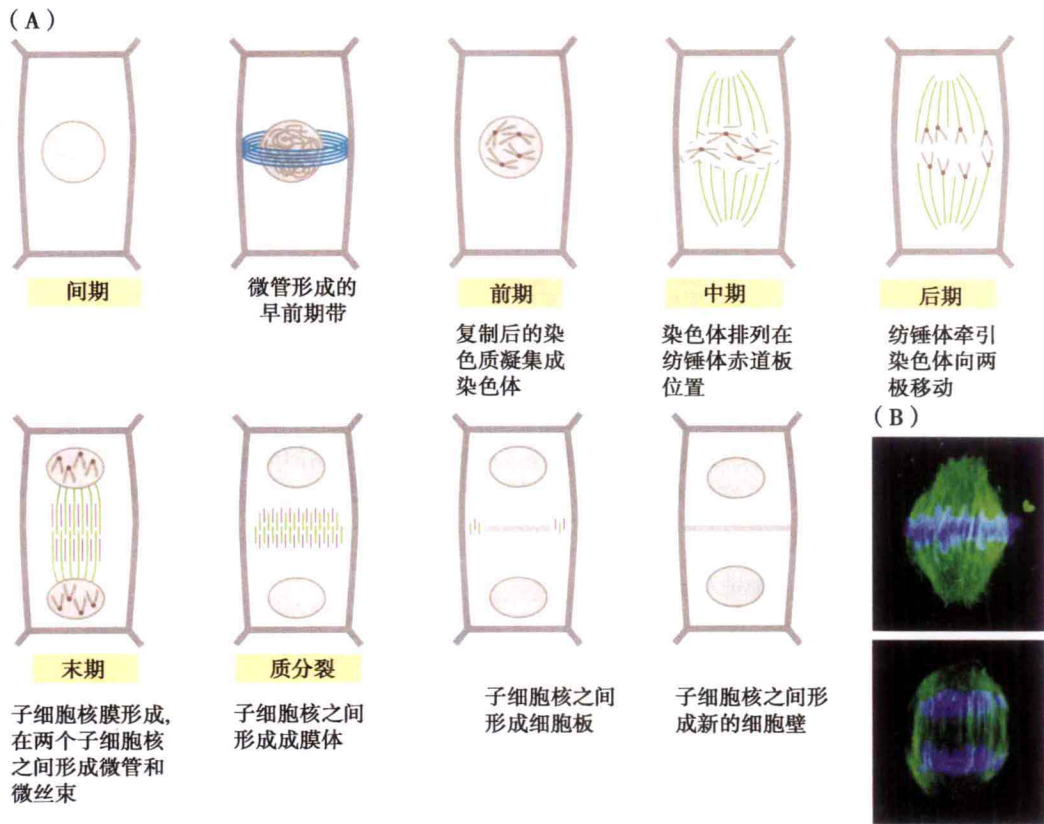 (A)
间期
微管形成的
早前期带
前期
复制后的染
色质凝集成
染色体
中期
染色体排列在
纺锤体赤道板
位置
后期
纺锤体牵引
染色体向两
极移动
(B)
末期
子细胞核膜形成，
在两个子细胞核
之间形成微管和
微丝束
质分裂
子细胞核之间
形成成膜体
子细胞核之间
形成细胞板
子细胞核之间形
成新的细胞壁